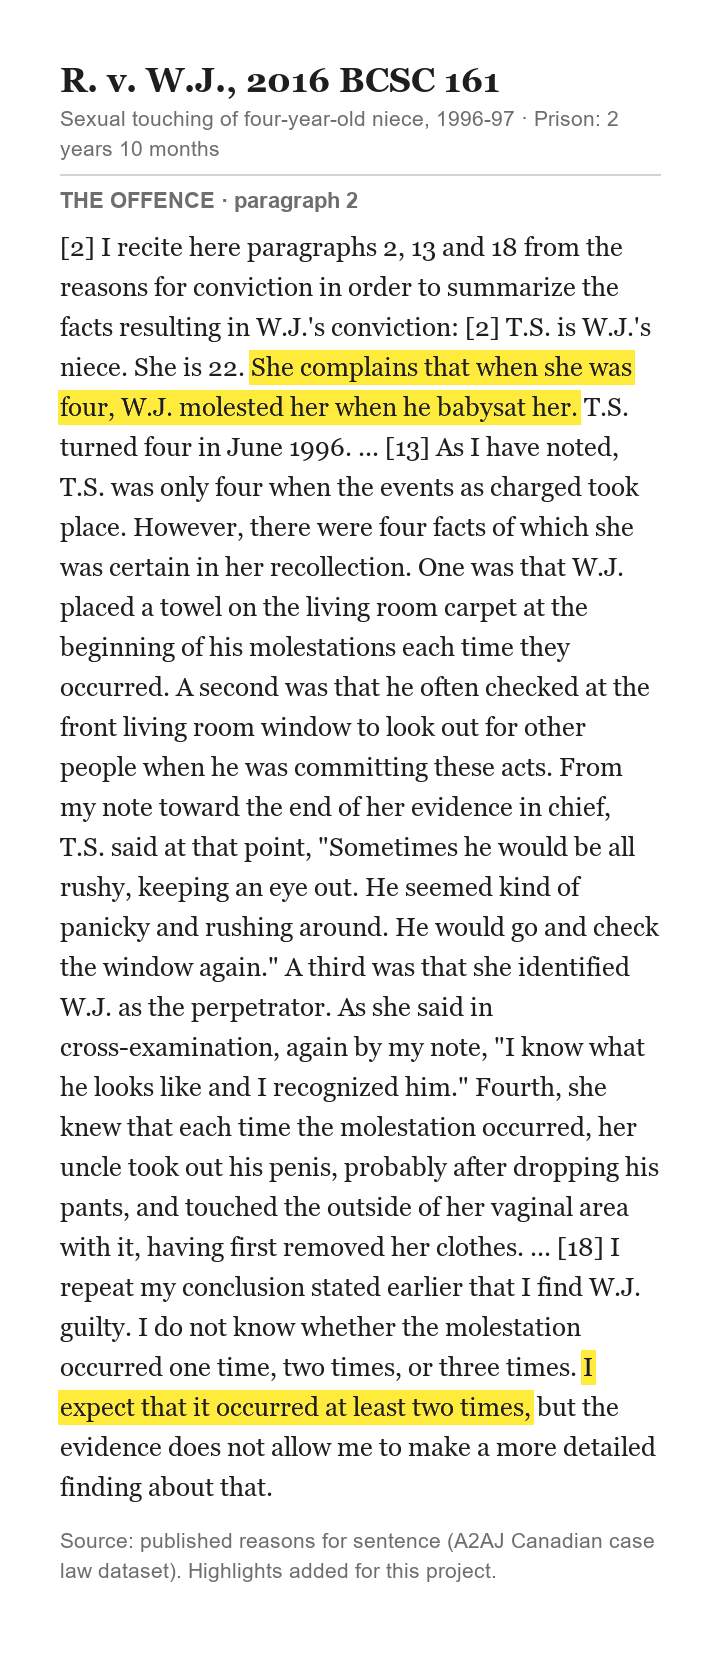 R. v. W.J., 2016 BCSC 161
Sexual touching of four-year-old niece, 1996-97 · Prison: 2
years 10 months
THE OFFENCE · paragraph 2
[2] I recite here paragraphs 2, 13 and 18 from the
reasons for conviction in order to summarize the
facts resulting in W.J.'s conviction: [2] T.S. is W.J.'s
niece. She is 22. She complains that when she was
four, W.J. molested her when he babysat her. T.S.
turned four in June 1996. ... [13] As I have noted,
T.S. was only four when the events as charged took
place. However, there were four facts of which she
was certain in her recollection. One was that W.J.
placed a towel on the living room carpet at the
beginning of his molestations each time they
occurred. A second was that he often checked at the
front living room window to look out for other
people when he was committing these acts. From
my note toward the end of her evidence in chief,
T.S. said at that point, "Sometimes he would be all
rushy, keeping an eye out. He seemed kind of
panicky and rushing around. He would go and check
the window again." A third was that she identified
W.J. as the perpetrator. As she said in
cross-examination, again by my note, "I know what
he looks like and I recognized him." Fourth, she
knew that each time the molestation occurred, her
uncle took out his penis, probably after dropping his
pants, and touched the outside of her vaginal area
with it, having first removed her clothes. ... [18] I
repeat my conclusion stated earlier that I find W.J.
guilty. I do not know whether the molestation
occurred one time, two times, or three times. I
expect that it occurred at least two times, but the
evidence does not allow me to make a more detailed
finding about that.
Source: published reasons for sentence (A2AJ Canadian case
law dataset). Highlights added for this project.